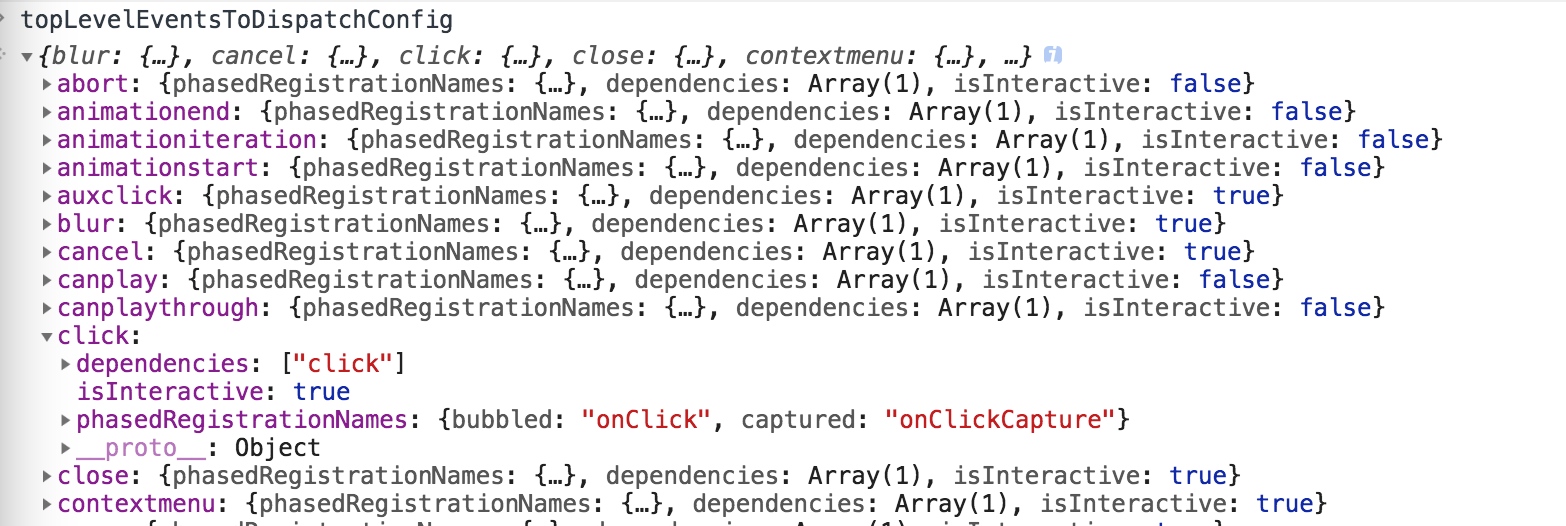 topLevelEventsToDispatchConfig
{blur: {…}, cancel: {…}, click: {…}, close: {…}, contextmenu: {…}, …}
abort: {phasedRegistrationNames: {…}, dependencies: Array(1), isInteractive: false}
animationend: {phasedRegistrationNames: {…}, dependencies: Array(1), isInteractive: false}
animationiteration: {phasedRegistrationNames: {…}, dependencies: Array(1), isInteractive: false}
animationstart: {phasedRegistrationNames: {…}, dependencies: Array(1), isInteractive: false}
auxclick: {phasedRegistrationNames: {…}, dependencies: Array(1), isInteractive: true}
blur: {phasedRegistrationNames: {…}, dependencies: Array(1), isInteractive: true}
cancel: {phasedRegistrationNames: {…}, dependencies: Array(1), isInteractive: true}
canplay: {phasedRegistrationNames: {…}, dependencies: Array(1), isInteractive: false}
canplaythrough: {phasedRegistrationNames: {…}, dependencies: Array(1), isInteractive: false}
click:
dependencies: ["click"]
isInteractive: true
phasedRegistrationNames: {bubbled: "onClick", captured: "onClickCapture"}
__proto__: Object
close: {phasedRegistrationNames: {…}, dependencies: Array(1), isInteractive: true}
contextmenu: {phasedRegistrationNames: {…}, dependencies: Array(1), isInteractive: true}